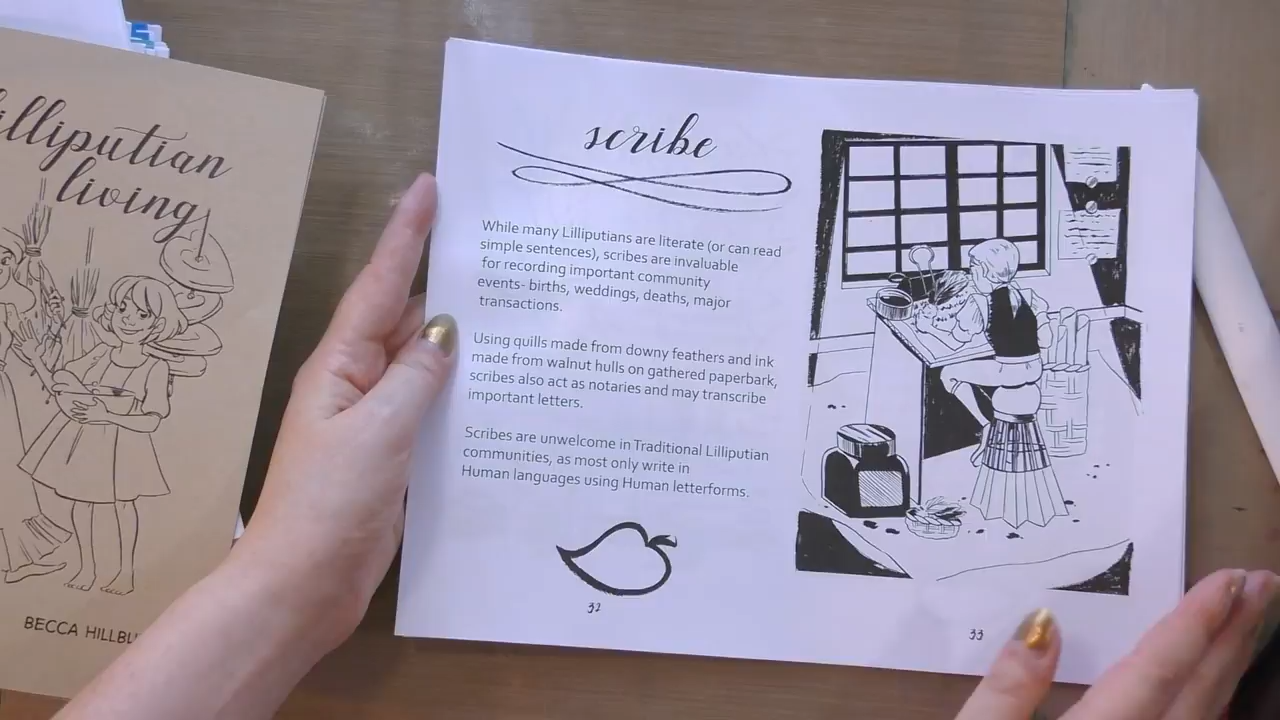 lilliputian
living
BECCA
scribe
While many Lilliputians are literate (or can read
simple sentences), scribes are invaluable
for recording important community
events- births, weddings, deaths, major
transactions.
Using quills made from downy feathers and ink
made from walnut hulls on gathered paperbark,
scribes also act as notaries and may transcribe
important letters.
Scribes are unwelcome in Traditional Lilliputian
communities, as most only write in
Human languages using Human letterforms.
32
33